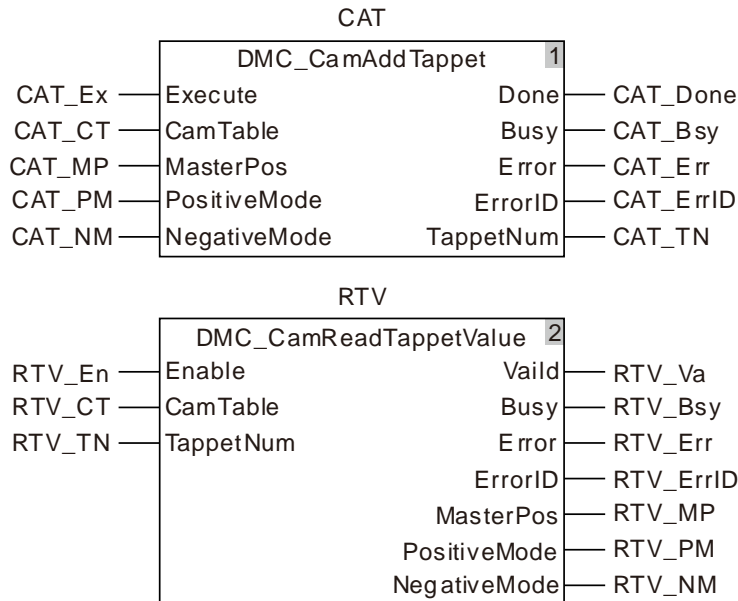 CAT
DMC_CamAddTappet 1
CAT_Ex Execute Done CAT_Done
CAT_CT CamTable Busy CAT_Bsy
CAT_MP MasterPos Error CAT_Err
CAT_PM PositiveMode ErrorID CAT_ErrID
CAT_NM NegativeMode TappetNum CAT_TN
RTV
DMC_CamReadTappetValue 2
RTV_En Enable Vaild RTV_Va
RTV_CT CamTable Busy RTV_Bsy
RTV_TN TappetNum Error RTV_Err
ErrorID RTV_ErrID
MasterPos RTV_MP
PositiveMode RTV_PM
NegativeMode RTV_NM